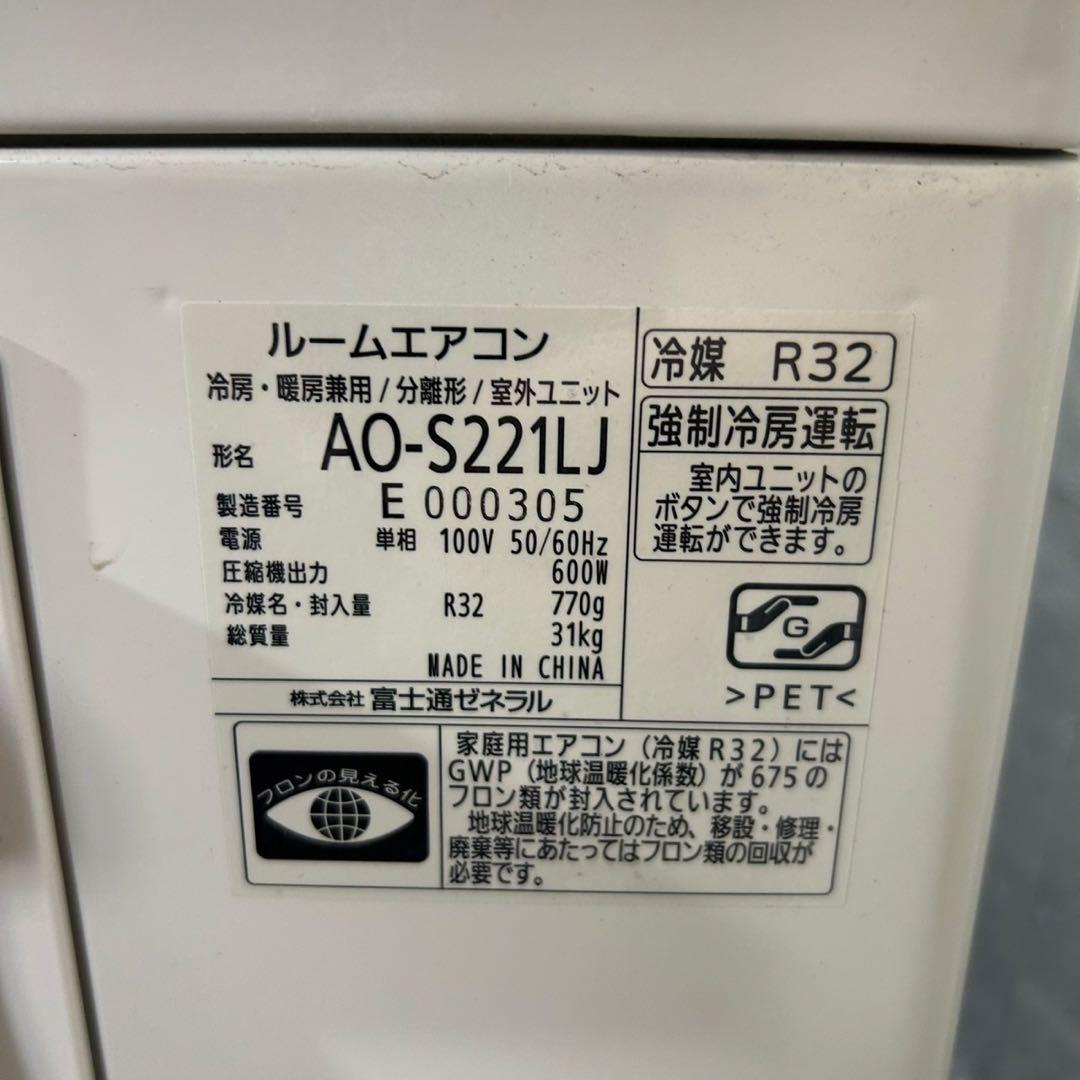 ルームエアコン
冷房・暖房兼用/分離形/室外ユニット
形名 AO-S221LJ
製造番号 E 000305
電源 単相 100V 50/60Hz
圧縮機出力 600W
冷媒名・封入量 R32 770g
総質量 31kg
MADE IN CHINA
株式会社 富士通ゼネラル
冷媒 R32
強制冷房運転
室内ユニットの
ボタンで強制冷房
運転ができます。
G
>PET<
フロンの見える化
家庭用エアコン(冷媒R32)には
GWP(地球温暖化係数)が675の
フロン類が封入されています。
地球温暖化防止のため、移設・修理・
廃棄等にあたってはフロン類の回収が
必要です。